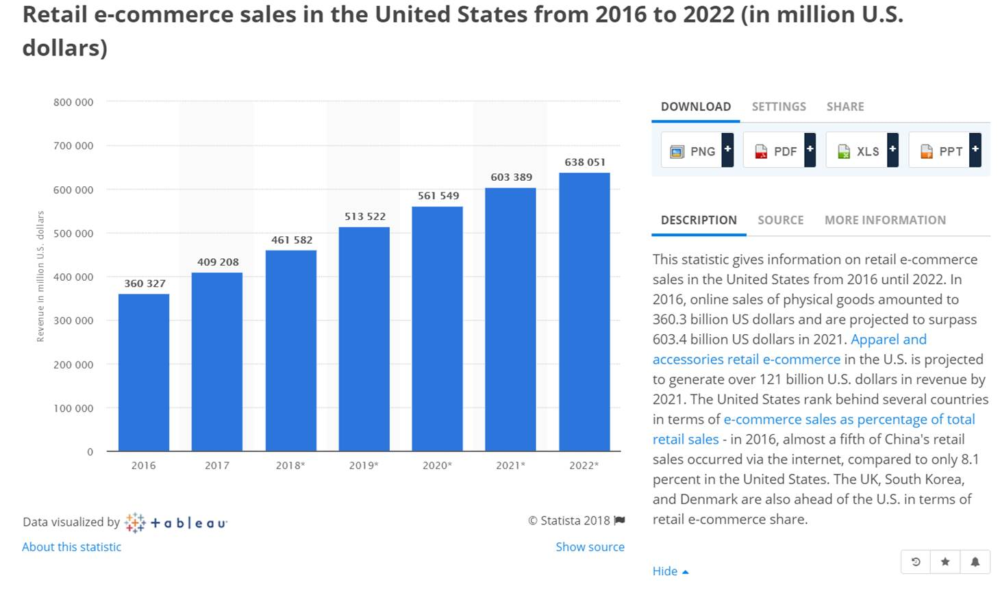 Retail e-commerce sales in the United States from 2016 to 2022 (in million U.S.
dollars)
Revenue in million U.S. dollars
800 000
700 000
600 000
500 000
400 000
300 000
200 000
100 000
0
360 327
409 208
461 582
513 522
561 549
603 389
638 051
2016 2017 2018* 2019* 2020* 2021* 2022*
Data visualized by +ableau
© Statista 2018
About this statistic
Show source
DOWNLOAD SETTINGS SHARE
PNG + PDF + XLS + PPT +
DESCRIPTION SOURCE MORE INFORMATION
This statistic gives information on retail e-commerce
sales in the United States from 2016 until 2022. In
2016, online sales of physical goods amounted to
360.3 billion US dollars and are projected to surpass
603.4 billion US dollars in 2021. Apparel and
accessories retail e-commerce in the U.S. is projected
to generate over 121 billion U.S. dollars in revenue by
2021. The United States rank behind several countries
in terms of e-commerce sales as percentage of total
retail sales - in 2016, almost a fifth of China's retail
sales occurred via the internet, compared to only 8.1
percent in the United States. The UK, South Korea,
and Denmark are also ahead of the U.S. in terms of
retail e-commerce share.
Hide